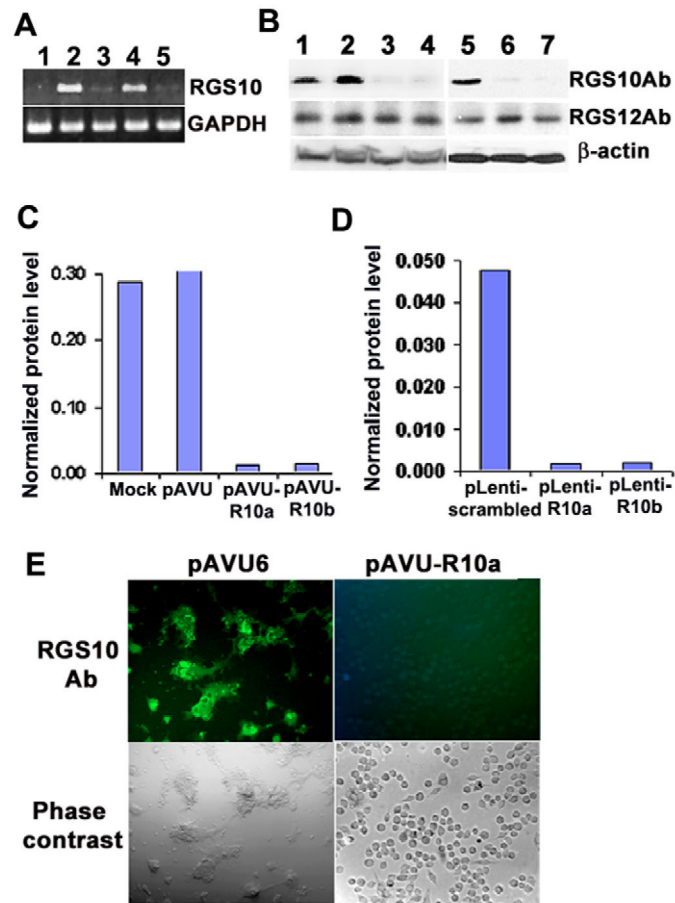 A
1 2 3 4 5
RGS10
GAPDH
B
1 2 3 4 5 6 7
RGS10Ab
RGS12Ab
β-actin
C
Normalized protein level
0.30
0.20
0.10
0.00
Mock pAVU pAVU-R10a pAVU-R10b
D
Normalized protein level
0.050
0.040
0.030
0.020
0.010
0.000
pLenti-scrambled pLenti-R10a pLenti-R10b
E
pAVU6 pAVU-R10a
RGS10
Ab
Phase
contrast